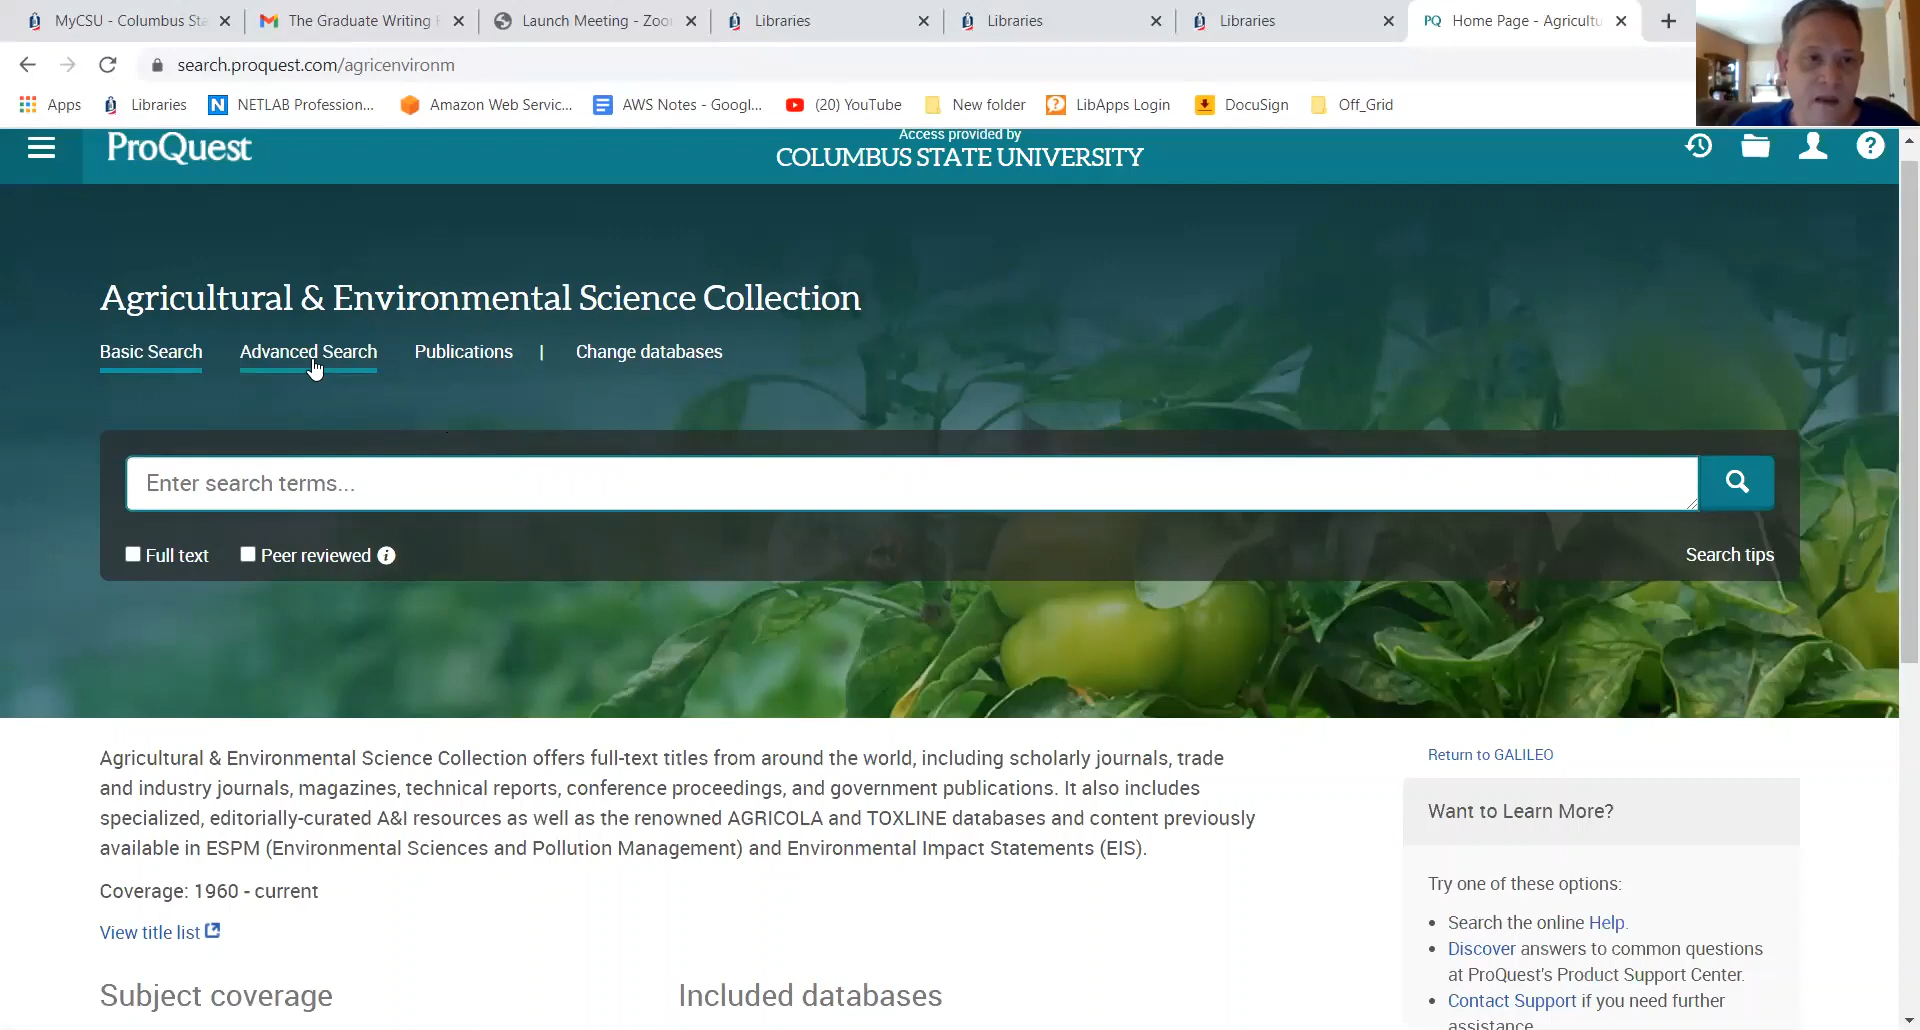 MyCSU - Columbus Sta
The Graduate Writing
Launch Meeting - Zoo
Libraries
Libraries
Libraries
PQ
Home Page - Agricultu
search.proquest.com/agricenvironm
Apps
Libraries
N NETLAB Profession...
Amazon Web Servic...
AWS Notes - Googl...
(20) YouTube
New folder
LibApps Login
DocuSign
Off_Grid
ProQuest
Access provided by
COLUMBUS STATE UNIVERSITY
?
Agricultural & Environmental Science Collection
Basic Search
Advanced Search
Publications
|
Change databases
Enter search terms...
Full text
Peer reviewed
i
Search tips
Agricultural & Environmental Science Collection offers full-text titles from around the world, including scholarly journals, trade
and industry journals, magazines, technical reports, conference proceedings, and government publications. It also includes
specialized, editorially-curated A&I resources as well as the renowned AGRICOLA and TOXLINE databases and content previously
available in ESPM (Environmental Sciences and Pollution Management) and Environmental Impact Statements (EIS).
Coverage: 1960 - current
View title list
Subject coverage
Included databases
Return to GALILEO
Want to Learn More?
Try one of these options:
• Search the online Help.
• Discover answers to common questions
at ProQuest's Product Support Center.
• Contact Support if you need further
assistance